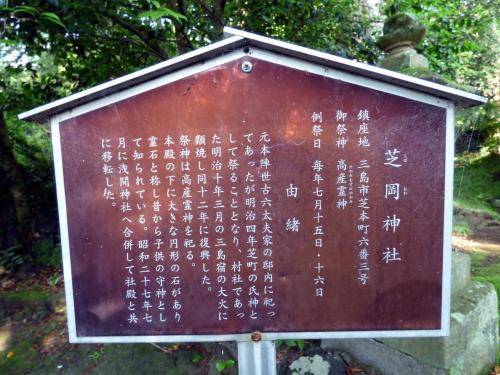 芝岡神社
しば おか
鎮座地 三島市芝本町六番三号
御祭神 高産霊神
例祭日 毎年七月十五日・十六日
由緒
元本陣世古六太夫家の邸内に祀っ
てあったが明治四年芝町の氏神と
して祭ることとなり、村社であっ
た明治十年三月の三島宿の大火に
類焼し同十二年に復興した。
祭神は高産霊神を祀る。
本殿の下に大きな円形の石があり
霊石と称し昔から子供の守神とし
て知られている。昭和二十七年七
月に浅間神社へ合併して社殿と共
に移転した。